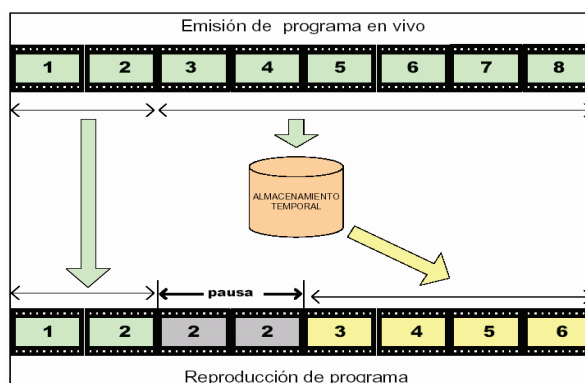 Emisión de programa en vivo
1 2 3 4 5 6 7 8
ALMACENAMIENTO
TEMPORAL
pausa
1 2 2 2 3 4 5 6
Reproducción de programa